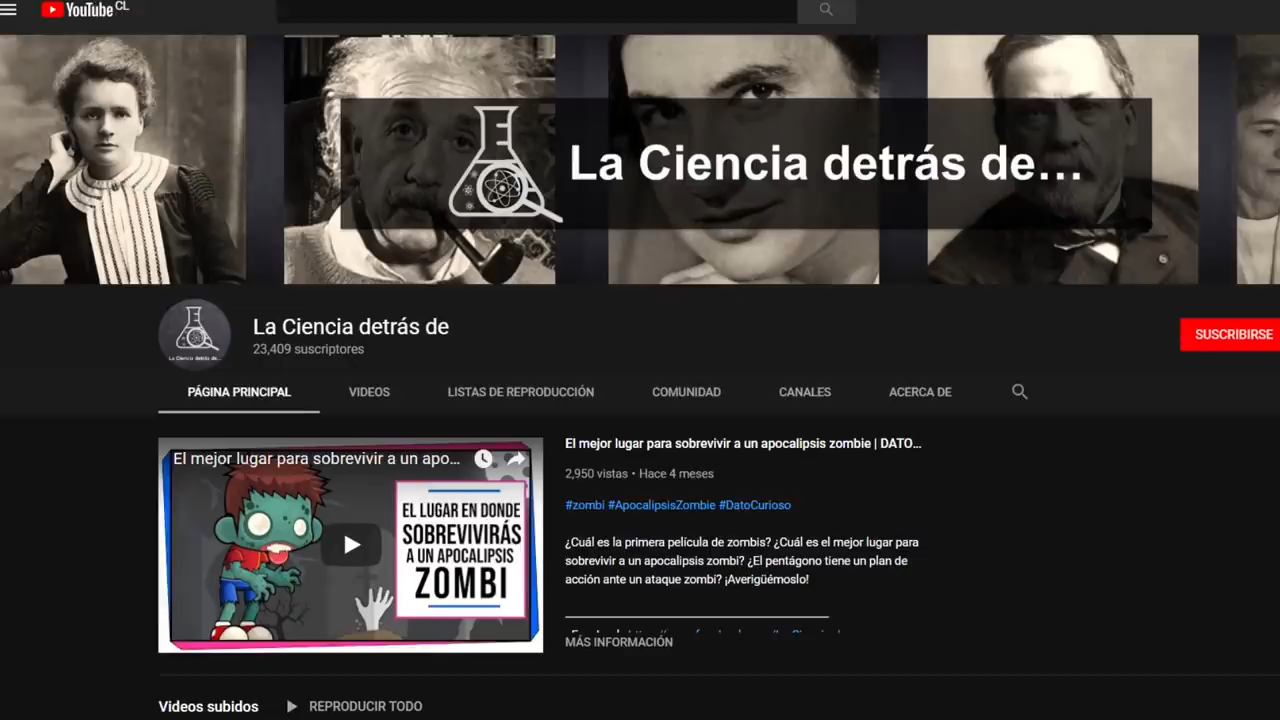 YouTube CL
La Ciencia detrás de...
La Ciencia detrás de
23,409 suscriptores
SUSCRIBIRSE
PÁGINA PRINCIPAL VIDEOS LISTAS DE REPRODUCCIÓN COMUNIDAD CANALES ACERCA DE
El mejor lugar para sobrevivir a un apo...
EL LUGAR EN DONDE
SOBREVIVIRÁS
A UN APOCALIPSIS
ZOMBI
El mejor lugar para sobrevivir a un apocalipsis zombie | DATO...
2,950 vistas • Hace 4 meses
#zombi #ApocalipsisZombie #DatoCurioso
¿Cuál es la primera película de zombis? ¿Cuál es el mejor lugar para
sobrevivir a un apocalipsis zombi? ¿El pentágono tiene un plan de
acción ante un ataque zombi? ¡Averigüémoslo!
MÁS INFORMACIÓN
Videos subidos REPRODUCIR TODO